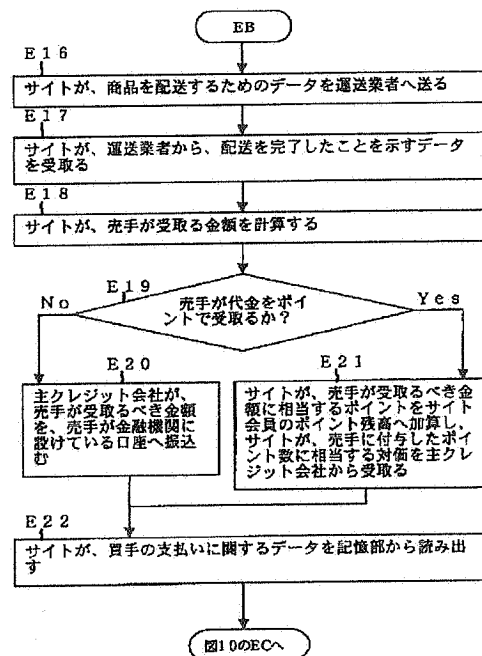 EB
E16
サイトが、商品を配送するためのデータを運送業者へ送る
E17
サイトが、運送業者から、配送を完了したことを示すデータ
を受取る
E18
サイトが、売手が受取る金額を計算する
E19
No
売手が代金をポイ
ントで受取るか?
Yes
E20
主クレジット会社が、
売手が受取るべき金額
を、売手が金融機関に
設けている口座へ振込
む
E21
サイトが、売手が受取るべき金
額に相当するポイントをサイト
会員のポイント残高へ加算し、
サイトが、売手に付与したポイ
ント数に相当する対価を主クレ
ジット会社から受取る
E22
サイトが、買手の支払いに関するデータを記憶部から読み出
す
図10のECへ